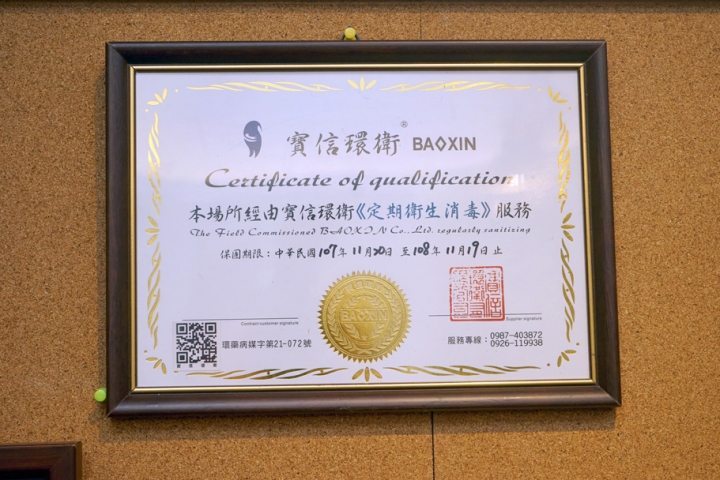 寶信環衛® BAOXIN
Certificate of qualification
本場所經由寶信環衛《定期衛生消毒》服務
The Field Commissioned BAOXIN Co., Ltd. regularly sanitizing
保固期限：中華民國107年11月20日 至108年11月19日 止
BAOXIN
Contract customer signature
Supplier signature
環藥病媒字第21-072號
服務專線：0987-403872
0926-119938
寶信環衛